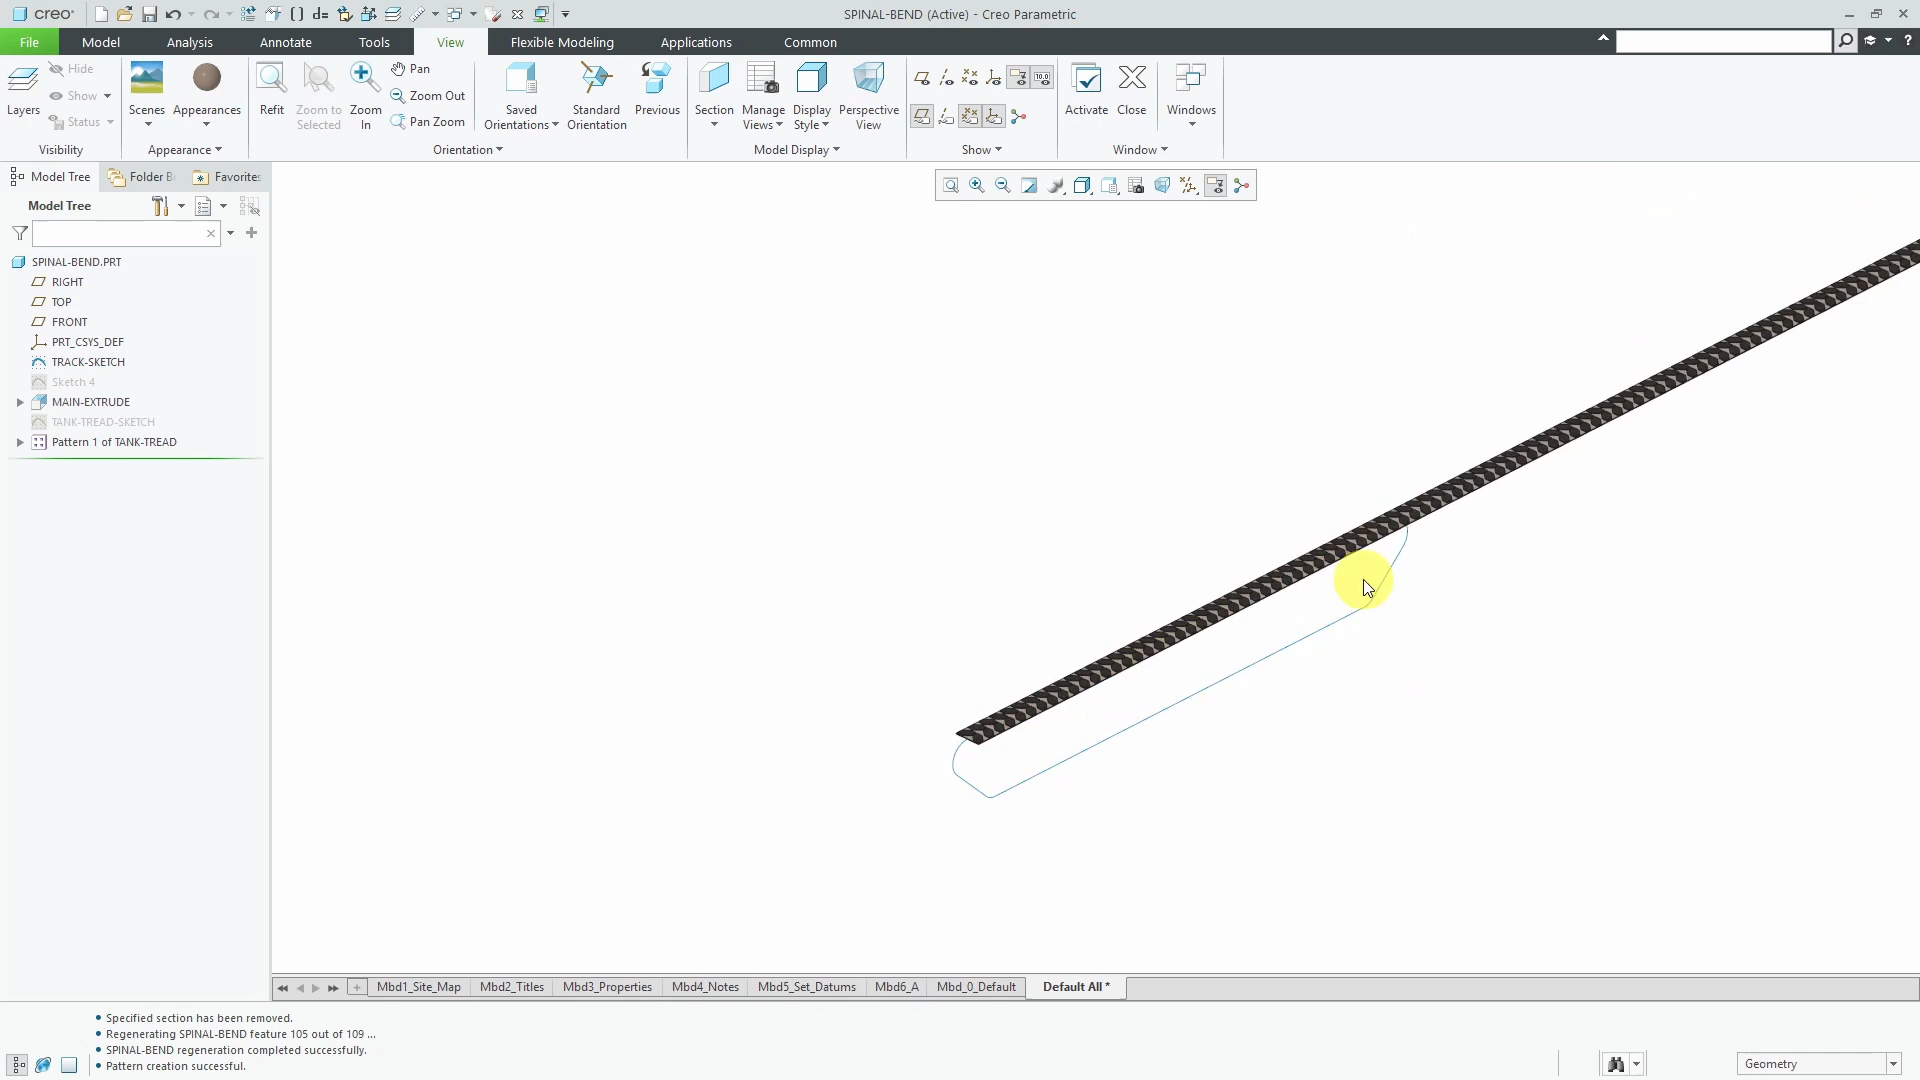 creo
SPINAL-BEND (Active) - Creo Parametric
File
Model
Analysis
Annotate
Tools
View
Flexible Modeling
Applications
Common
Layers
Hide
Show
Status
Visibility
Scenes
Appearances
Appearance
Refit
Zoom to
Selected
Zoom
In
Pan
Zoom Out
Pan Zoom
Saved
Orientations
Standard
Orientation
Previous
Orientation
Section
Manage
Views
Display
Style
Perspective
View
Model Display
10.0
Show
Activate
Close
Windows
Window
Model Tree
Folder B
Favorites
Model Tree
SPINAL-BEND.PRT
RIGHT
TOP
FRONT
PRT_CSYS_DEF
TRACK-SKETCH
Sketch 4
MAIN-EXTRUDE
TANK-TREAD-SKETCH
Pattern 1 of TANK-TREAD
Mbd1_Site_Map
Mbd2_Titles
Mbd3_Properties
Mbd4_Notes
Mbd5_Set_Datums
Mbd6_A
Mbd_0_Default
Default All *
• Specified section has been removed.
• Regenerating SPINAL-BEND feature 105 out of 109 ...
• SPINAL-BEND regeneration completed successfully.
• Pattern creation successful.
Geometry